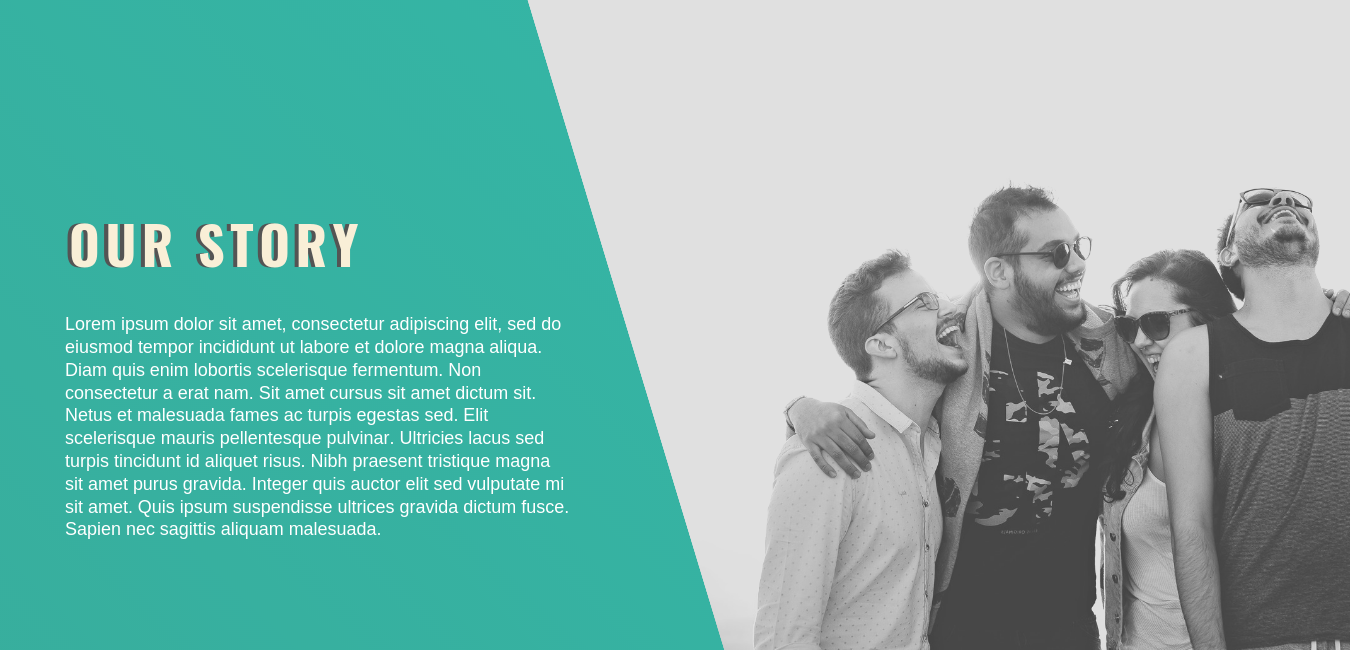 OUR STORY
Lorem ipsum dolor sit amet, consectetur adipiscing elit, sed do
eiusmod tempor incididunt ut labore et dolore magna aliqua.
Diam quis enim lobortis scelerisque fermentum. Non
consectetur a erat nam. Sit amet cursus sit amet dictum sit.
Netus et malesuada fames ac turpis egestas sed. Elit
scelerisque mauris pellentesque pulvinar. Ultricies lacus sed
turpis tincidunt id aliquet risus. Nibh praesent tristique magna
sit amet purus gravida. Integer quis auctor elit sed vulputate mi
sit amet. Quis ipsum suspendisse ultrices gravida dictum fusce.
Sapien nec sagittis aliquam malesuada.